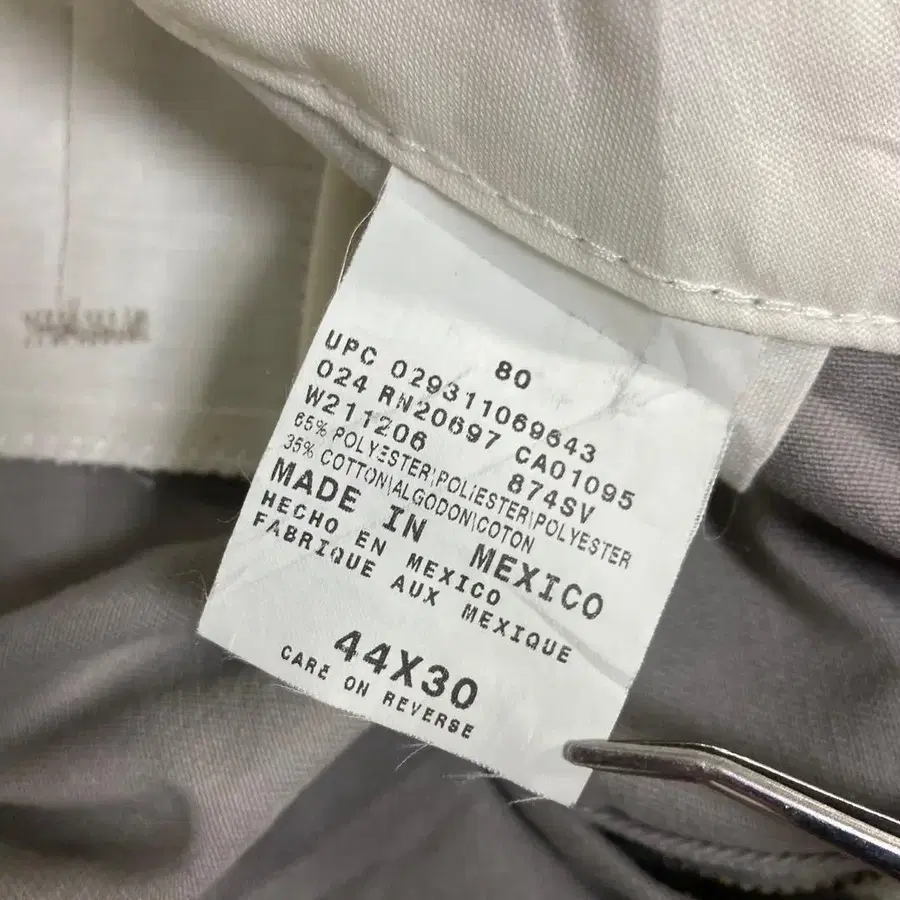 80
UPC 029311069643
024 RN20697 CA01095
W211206 874SV
65% POLYESTER\POLIESTER\POLYESTER
35% COTTON\ALGODON\COTON
MADE IN MEXICO
HECHO EN MEXICO
FABRIQUE AUX MEXIQUE
44X30
CARE ON REVERSE